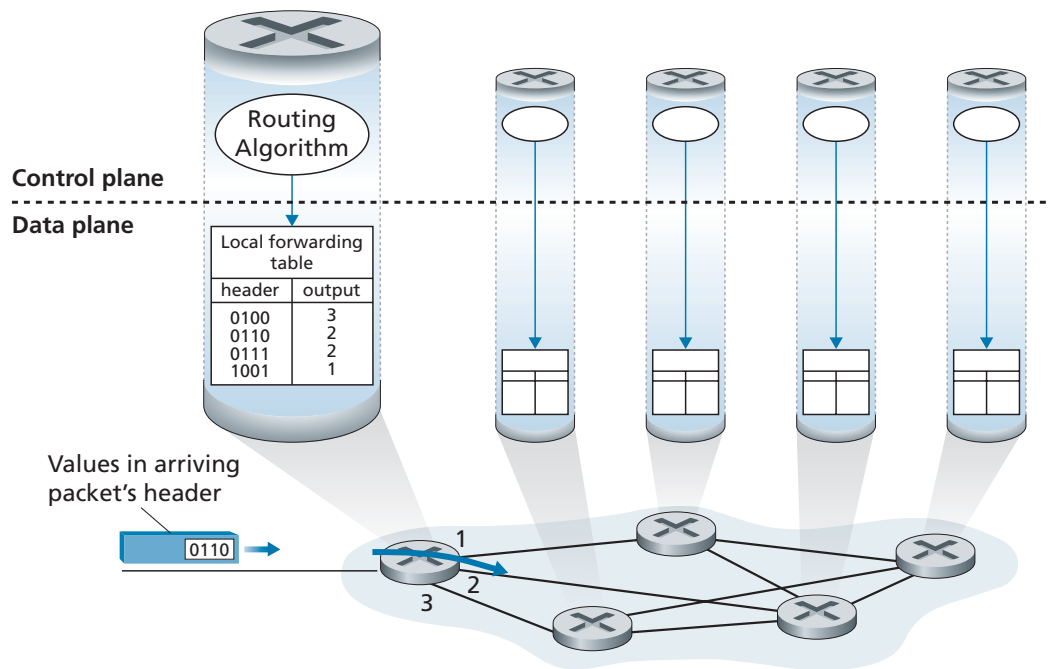 Routing
Algorithm
Control plane
Data plane
Local forwarding
table
header output
0100 3
0110 2
0111 2
1001 1
Values in arriving
packet's header
0110
1
2
3